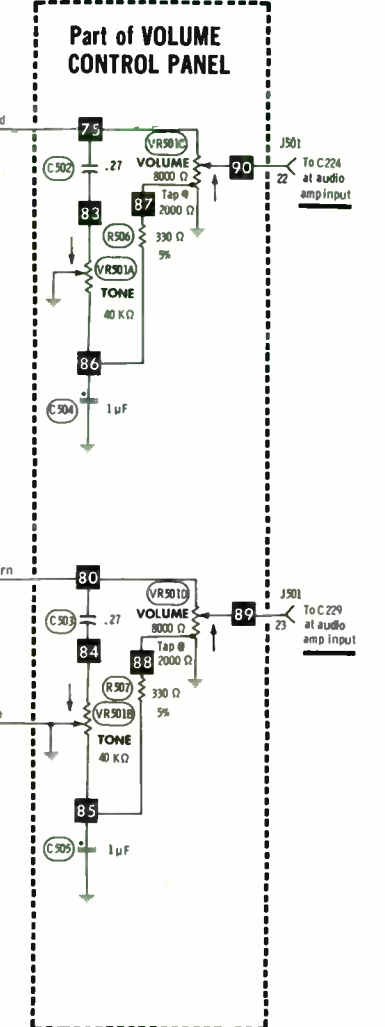 Part of VOLUME
CONTROL PANEL
d
75
VR501C
J501
C502
.27
VOLUME
8000 Ω
90
22
To C224
at audio
amp input
83
87
Tap @
2000 Ω
R506
330 Ω
5%
VR501A
TONE
40 KΩ
86
C504
1 µF
rn
80
VR501D
J501
C503
.27
VOLUME
8000 Ω
89
23
To C229
at audio
amp input
84
88
Tap @
2000 Ω
R507
330 Ω
5%
VR501B
e
TONE
40 KΩ
85
C505
1 µF